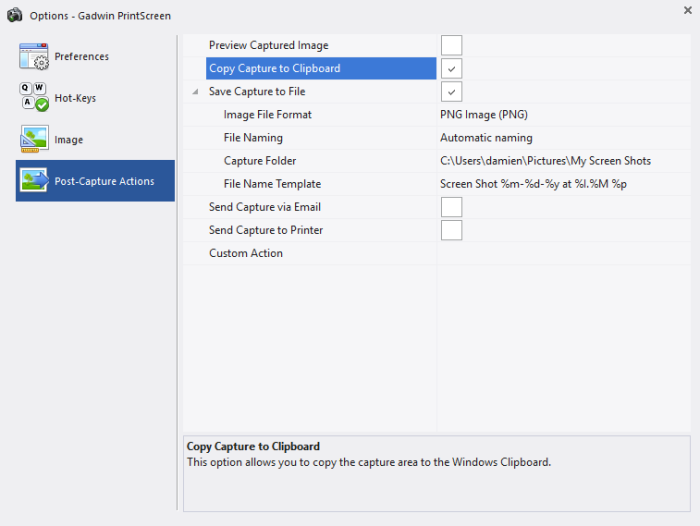 Options - Gadwin PrintScreen
Preferences
Q W
A
Hot-Keys
Image
Post-Capture Actions
Preview Captured Image
Copy Capture to Clipboard
Save Capture to File
Image File Format PNG Image (PNG)
File Naming Automatic naming
Capture Folder C:\Users\damien\Pictures\My Screen Shots
File Name Template Screen Shot %m-%d-%y at %I.%M %p
Send Capture via Email
Send Capture to Printer
Custom Action
Copy Capture to Clipboard
This option allows you to copy the capture area to the Windows Clipboard.